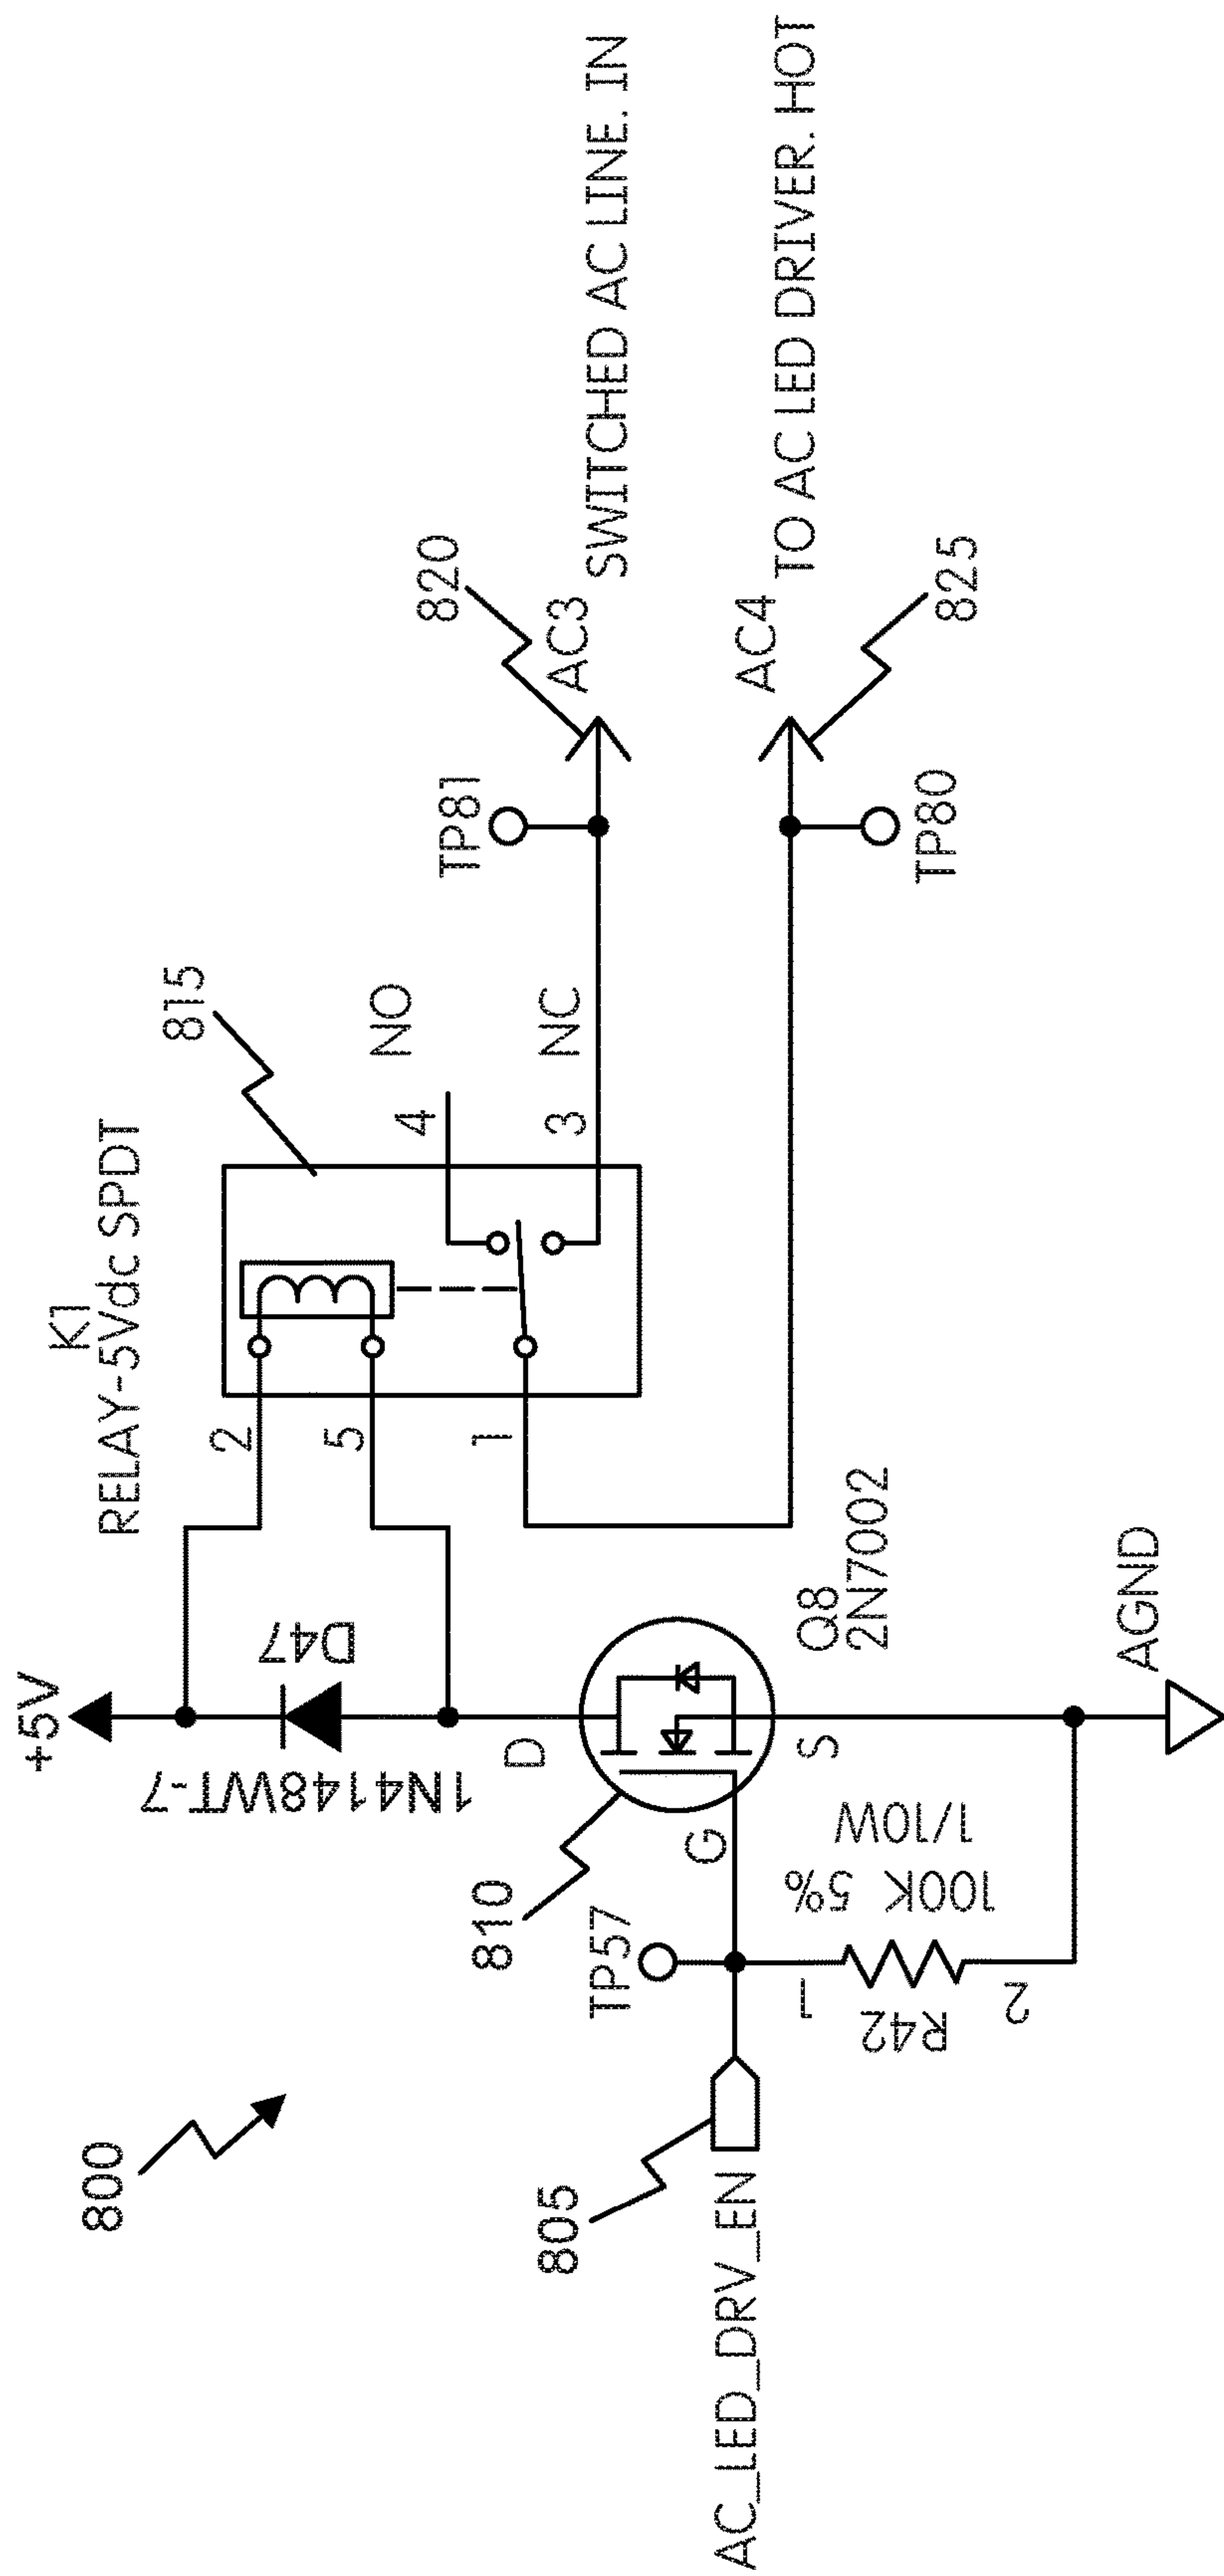 800
805
AC_LED_DRV_EN
+5V
1N4148WT-7
D47
810
TP57
G
D
S
Q8
2N7002
100K 5%
1/10W
1
R42
2
AGND
K1
RELAY-5Vdc SPDT
2
5
1
815
4
NO
3
NC
TP81
820
AC3
SWITCHED AC LINE. IN
AC4
TO AC LED DRIVER. HOT
825
TP80